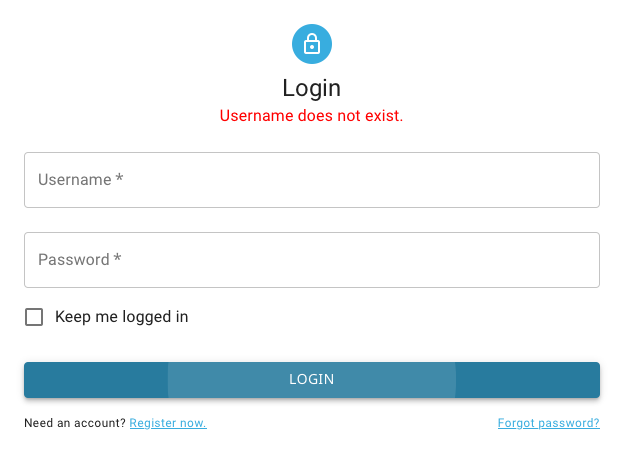 Login
Username does not exist.
Username *
Password *
Keep me logged in
LOGIN
Need an account? Register now. Forgot password?